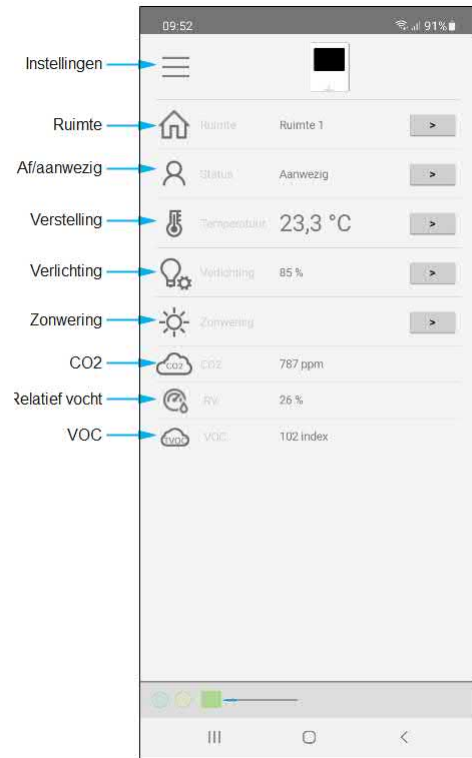 09:52 91%
Instellingen
Ruimte Ruimte Ruimte 1 >
Af/aanwezig Status Aanwezig >
Verstelling Temperatuur 23,3 °C >
Verlichting Verlichting 85 % >
Zonwering Zonwering >
CO2 CO2 CO2 787 ppm
Relatief vocht RV 26 %
VOC TVOC VOC 102 index